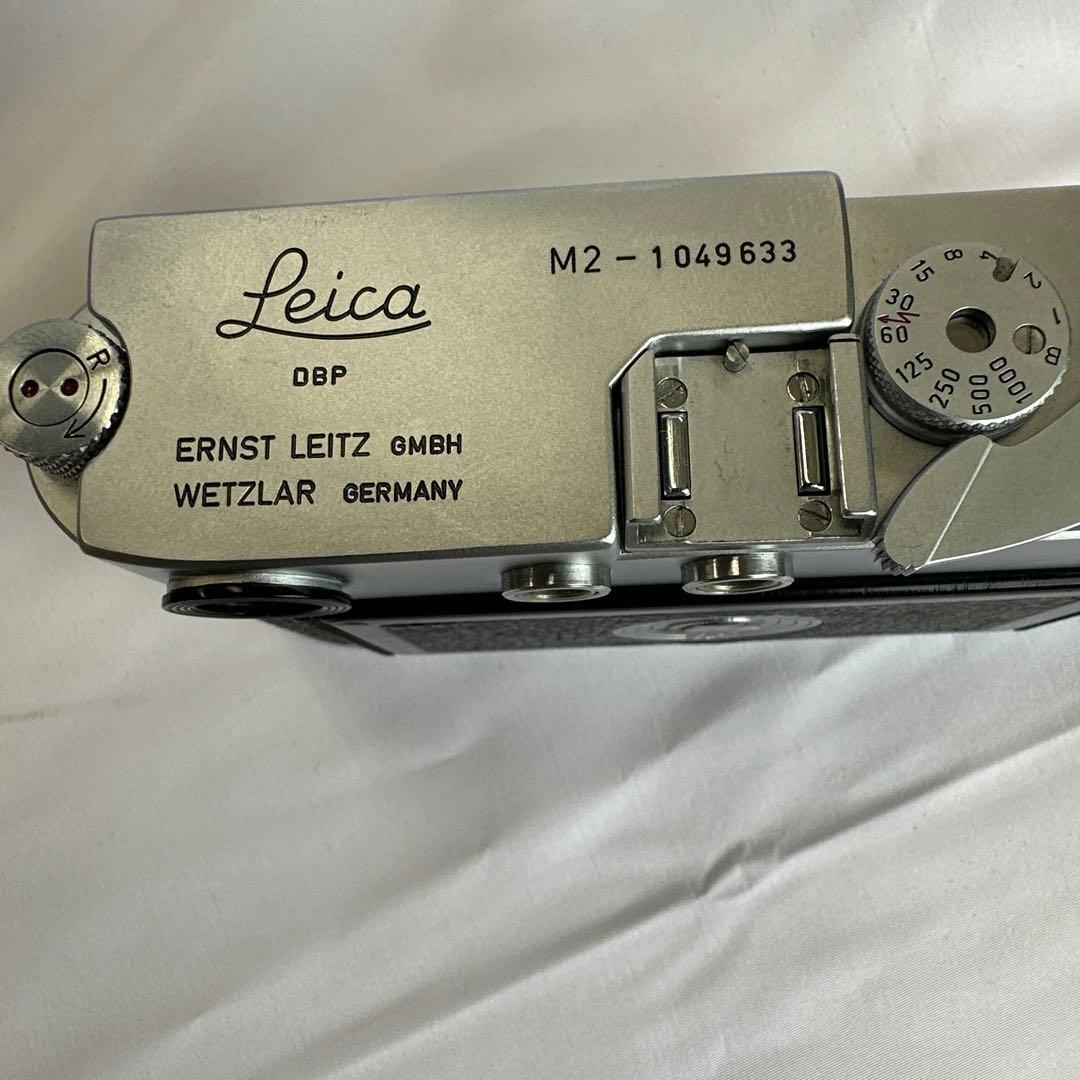 Leica
DBP
ERNST LEITZ GMBH
WETZLAR GERMANY
M2 – 1049633
R
B 1 2 4 8 15 30 60 125 250 500 1000